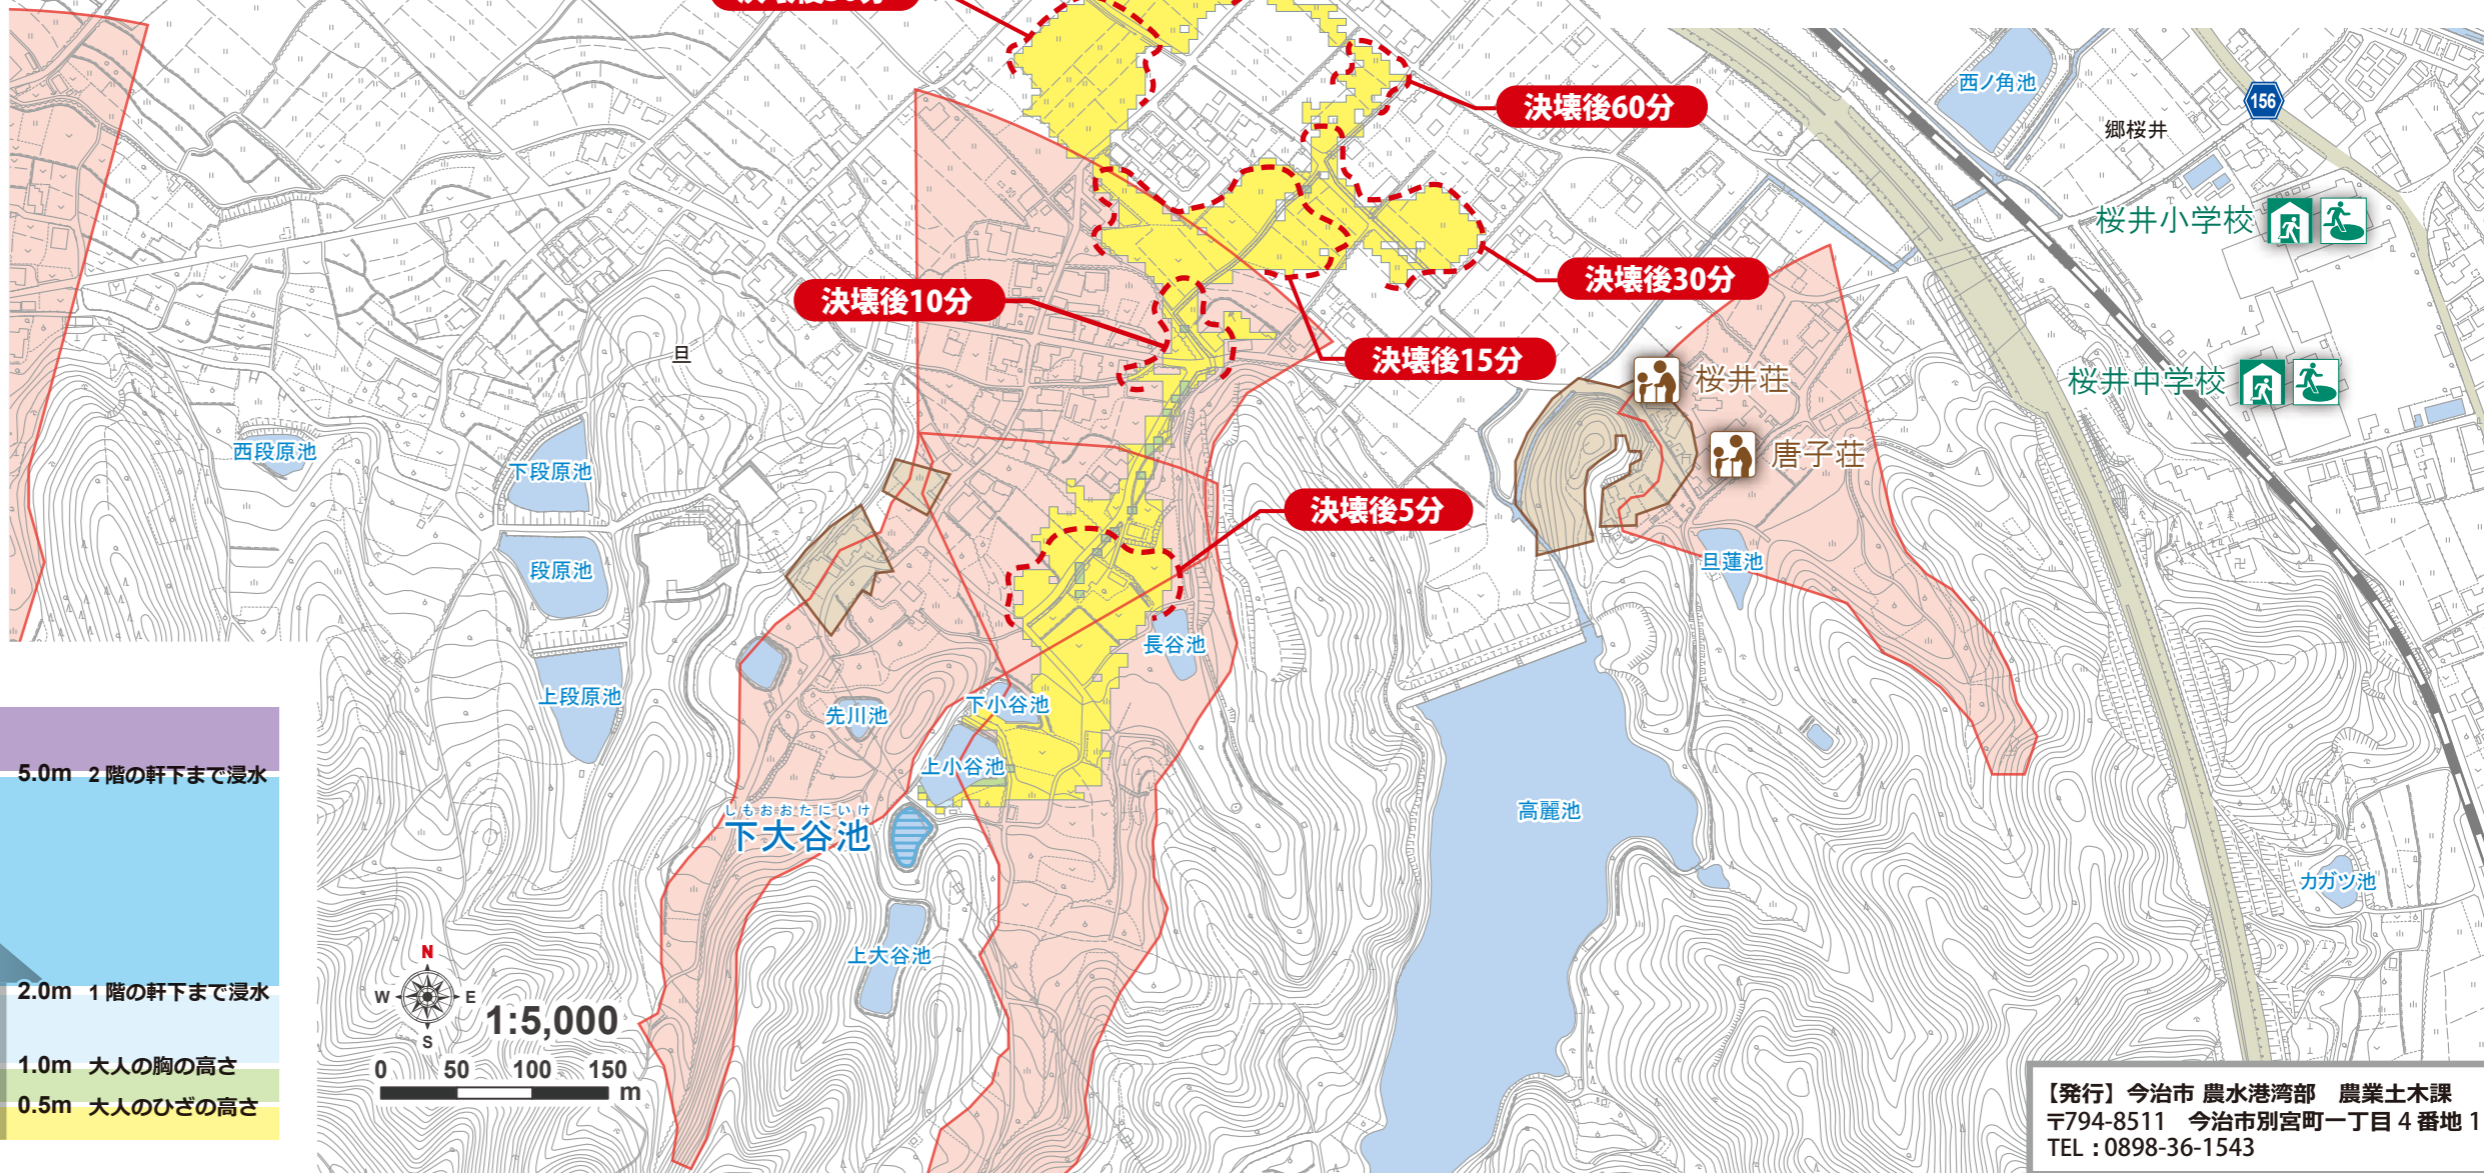 決壊後60分
西ノ角池
156
郷桜井
桜井小学校
決壊後30分
決壊後10分
決壊後15分
旦
桜井荘
桜井中学校
西段原池
下段原池
唐子荘
決壊後5分
段原池
旦蓮池
長谷池
上段原池
先川池
下小谷池
上小谷池
しもおおたにいけ
下大谷池
高麗池
カガツ池
上大谷池
5.0m 2階の軒下まで浸水
2.0m 1階の軒下まで浸水
1.0m 大人の胸の高さ
0.5m 大人のひざの高さ
N
W E
S
1:5,000
0 50 100 150
m
【発行】今治市 農水港湾部 農業土木課
〒794-8511 今治市別宮町一丁目4番地1
TEL:0898-36-1543